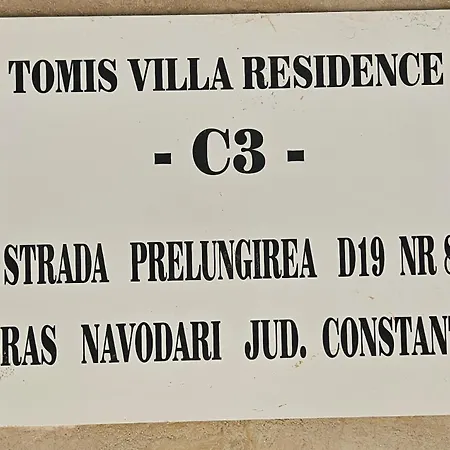 TOMIS VILLA RESIDENCE
- C3 -
STRADA PRELUNGIREA D19 NR 8
RAS NAVODARI JUD. CONSTANT